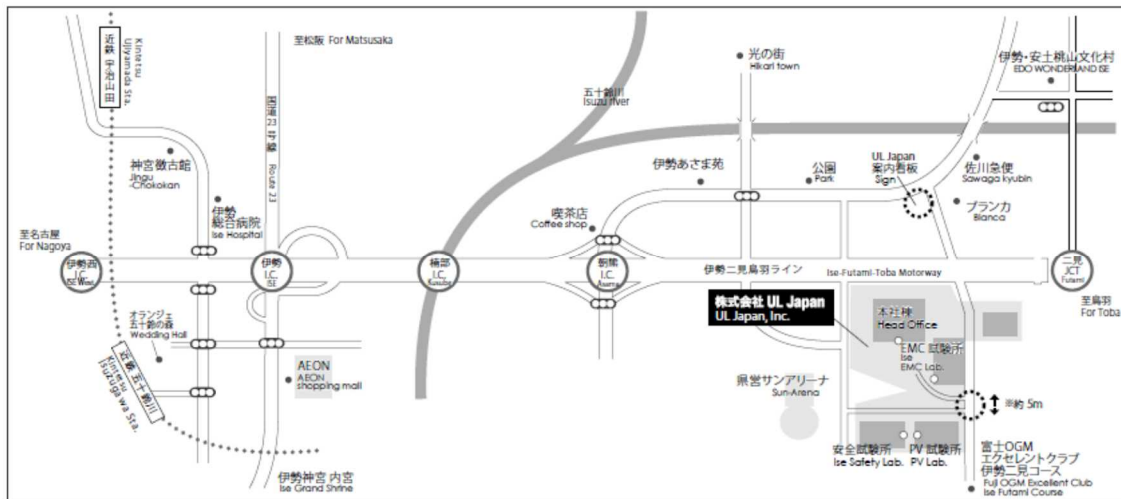 近鉄 宇治山田
Kintetsu
Ujiyamada Sta.
至松阪 For Matsusaka
国道23号線
Route 23
五十鈴川
Isuzu river
光の街
Hikari town
伊勢・安土桃山文化村
EDO WONDERLAND ISE
神宮徴古館
Jingu
-Chokokan
伊勢
総合病院
Ise Hospital
伊勢あさま苑
公園
Park
UL Japan
案内看板
Sign
佐川急便
Sawaga kyubin
ブランカ
Bianca
喫茶店
Coffee shop
至名古屋
For Nagoya
伊勢西
I.C.
ISE West
伊勢
I.C.
ISE
楠部
I.C.
Kusube
朝熊
I.C.
Asama
伊勢二見鳥羽ライン
Ise-Futami-Toba Motorway
二見
JCT
Futami
至鳥羽
For Toba
株式会社 UL Japan
UL Japan, Inc.
本社棟
Head Office
EMC 試験所
Ise
EMC Lab.
オランジェ
五十鈴の森
Wedding Hall
近鉄 五十鈴川
Kintetsu
Isuzugawa Sta.
AEON
AEON
shopping mall
県営サンアリーナ
Sun-Arena
※約 5m
安全試験所
Ise Safety Lab.
PV 試験所
PV Lab.
富士OGM
エクセレントクラブ
伊勢二見コース
Fuji OGM Excellent Club
Ise Futami Course
伊勢神宮 内宮
Ise Grand Shrine